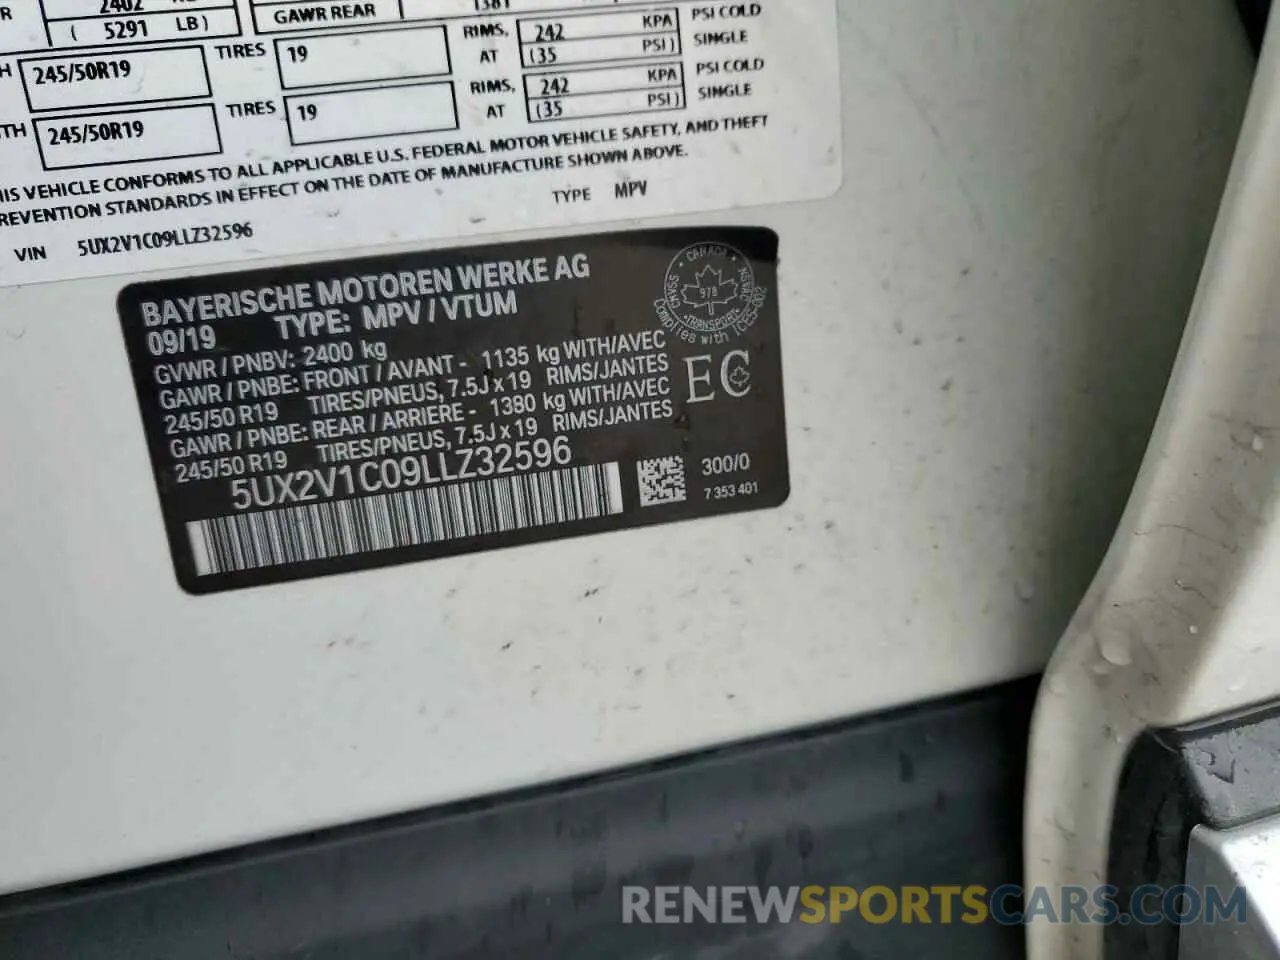 R 2402
( 5291 LB)
GAWR REAR 1381
TH 245/50R19 TIRES 19 RIMS, AT 242 KPA (35 PSI) PSI COLD SINGLE
TH 245/50R19 TIRES 19 RIMS, AT 242 KPA (35 PSI) PSI COLD SINGLE
HIS VEHICLE CONFORMS TO ALL APPLICABLE U.S. FEDERAL MOTOR VEHICLE SAFETY, AND THEFT
REVENTION STANDARDS IN EFFECT ON THE DATE OF MANUFACTURE SHOWN ABOVE.
VIN 5UX2V1C09LLZ32596 TYPE MPV
BAYERISCHE MOTOREN WERKE AG
09/19 TYPE: MPV / VTUM
GVWR / PNBV: 2400 kg
GAWR / PNBE: FRONT / AVANT - 1135 kg WITH/AVEC
245/50 R19 TIRES/PNEUS, 7.5J x 19 RIMS/JANTES
GAWR / PNBE: REAR / ARRIERE - 1380 kg WITH/AVEC
245/50 R19 TIRES/PNEUS, 7.5J x 19 RIMS/JANTES
5UX2V1C09LLZ32596
CANADA
CMVSS NSVAC
978
TRANSPORT
Complies with ICES-002
EC
300/0
7 353 401
RENEWSPORTSCARS.COM